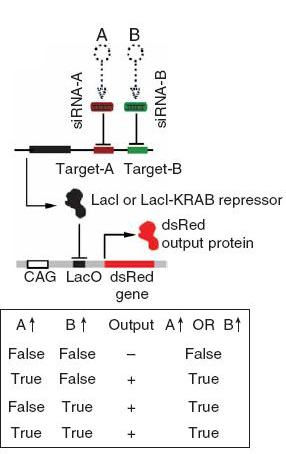 A B
siRNA-A
siRNA-B
Target-A Target-B
LacI or LacI-KRAB repressor
dsRed
output protein
CAG LacO dsRed
gene
A↑ B↑ Output A↑ OR B↑
False False – False
True False + True
False True + True
True True + True